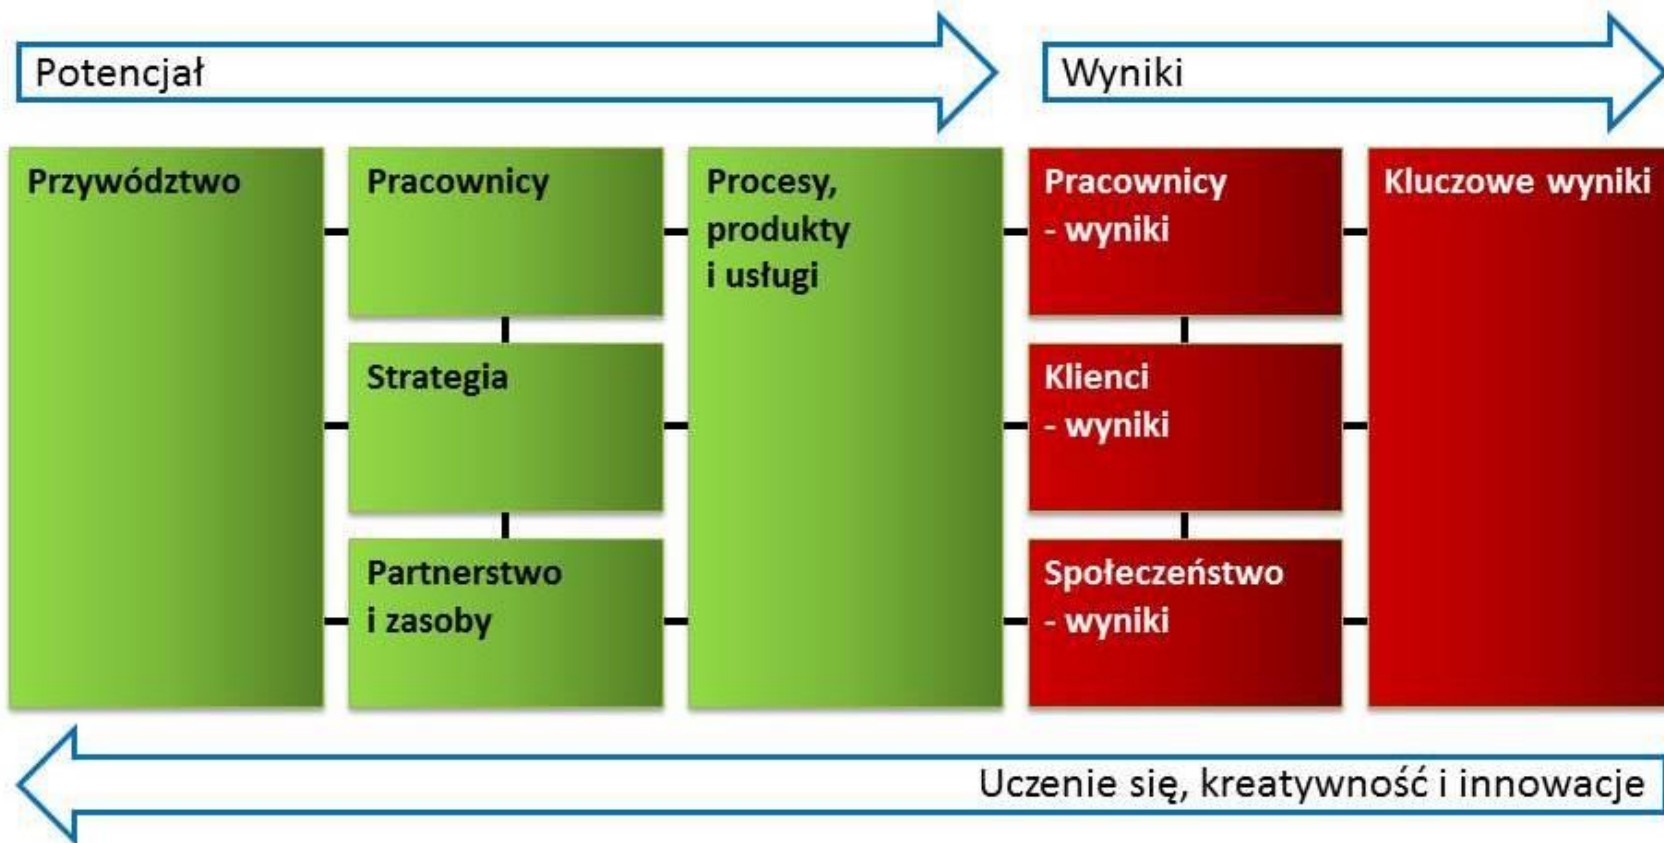 Potencjał
Wyniki
Przywództwo
Pracownicy
Strategia
Partnerstwo
i zasoby
Procesy,
produkty
i usługi
Pracownicy
- wyniki
Klienci
- wyniki
Społeczeństwo
- wyniki
Kluczowe wyniki
Uczenie się, kreatywność i innowacje